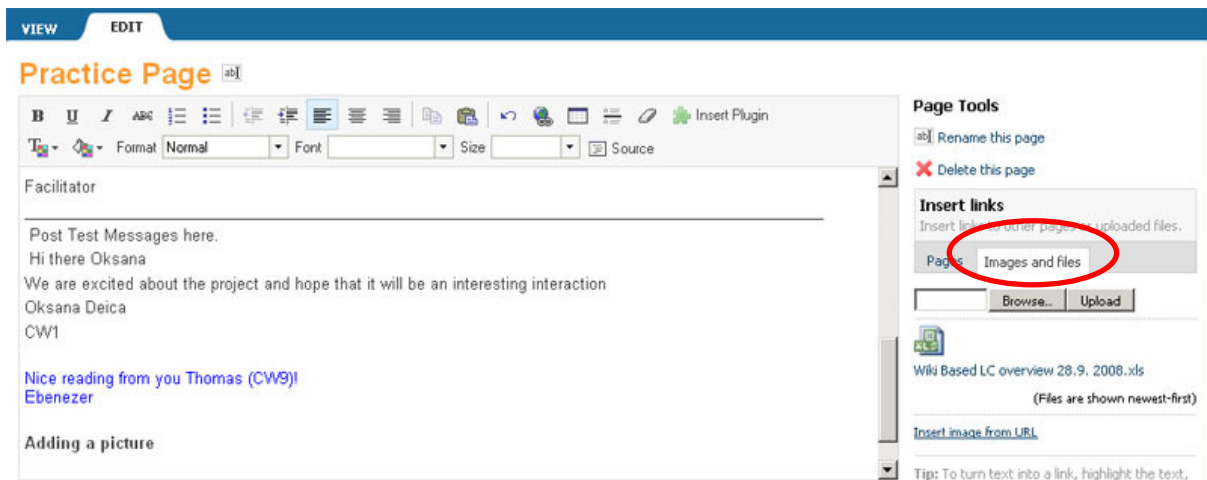 VIEW EDIT
Practice Page
B U I ABC Insert Plugin
Format Normal Font Size Source
Facilitator
Post Test Messages here.
Hi there Oksana
We are excited about the project and hope that it will be an interesting interaction
Oksana Deica
CW1
Nice reading from you Thomas (CW9)!
Ebenezer
Adding a picture
Page Tools
Rename this page
Delete this page
Insert links
Insert links to other pages or uploaded files.
Pages Images and files
Browse... Upload
XLS
Wiki Based LC overview 28.9. 2008.xls
(Files are shown newest-first)
Insert image from URL
Tip: To turn text into a link, highlight the text,